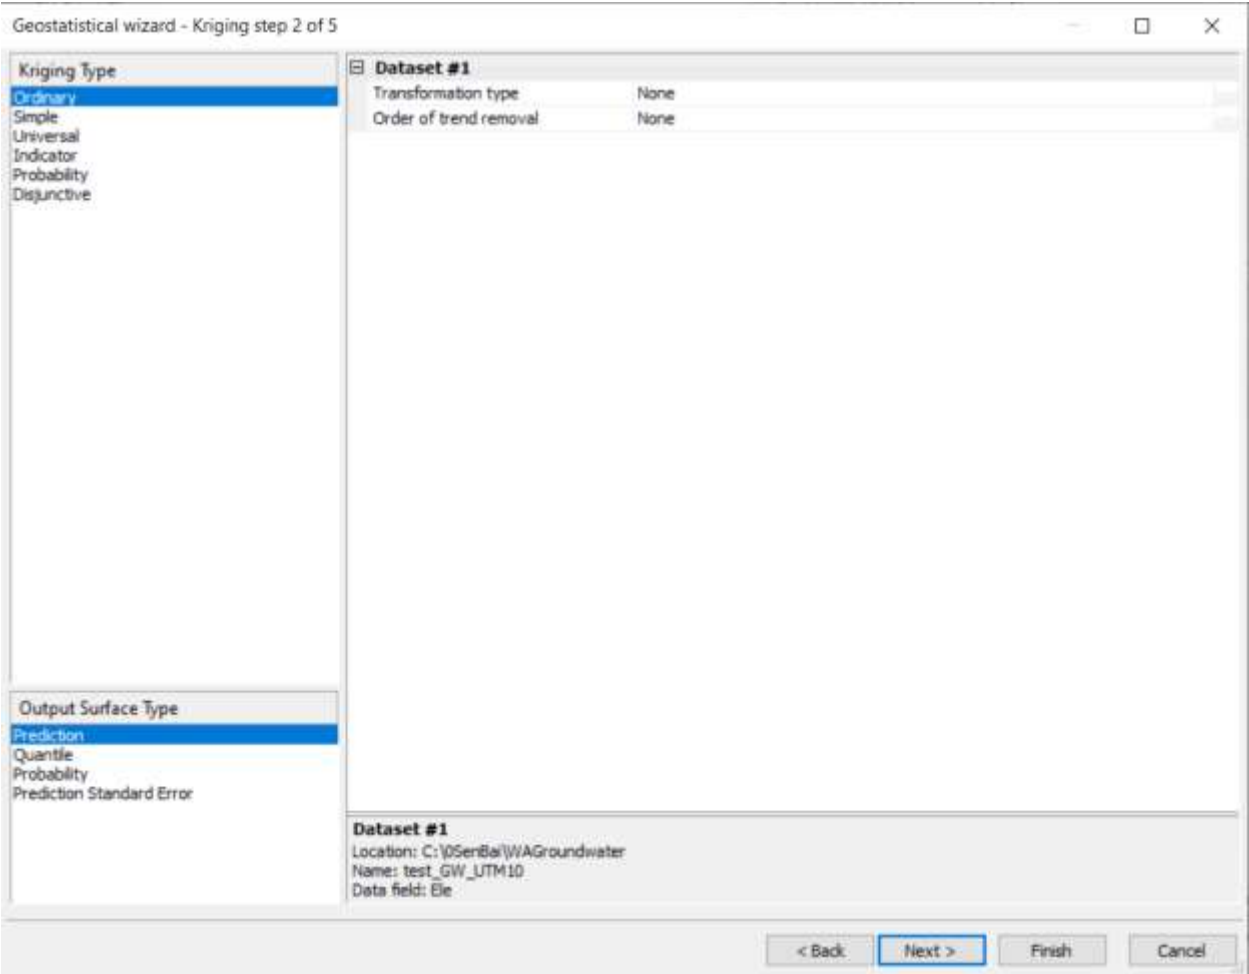 Geostatistical wizard - Kriging step 2 of 5
Kriging Type
Ordinary
Simple
Universal
Indicator
Probability
Disjunctive
Dataset #1
Transformation type None
Order of trend removal None
Output Surface Type
Prediction
Quantile
Probability
Prediction Standard Error
Dataset #1
Location: C:\0SenBai\WAGroundwater
Name: test_GW_UTM10
Data field: Ele
< Back Next > Finish Cancel